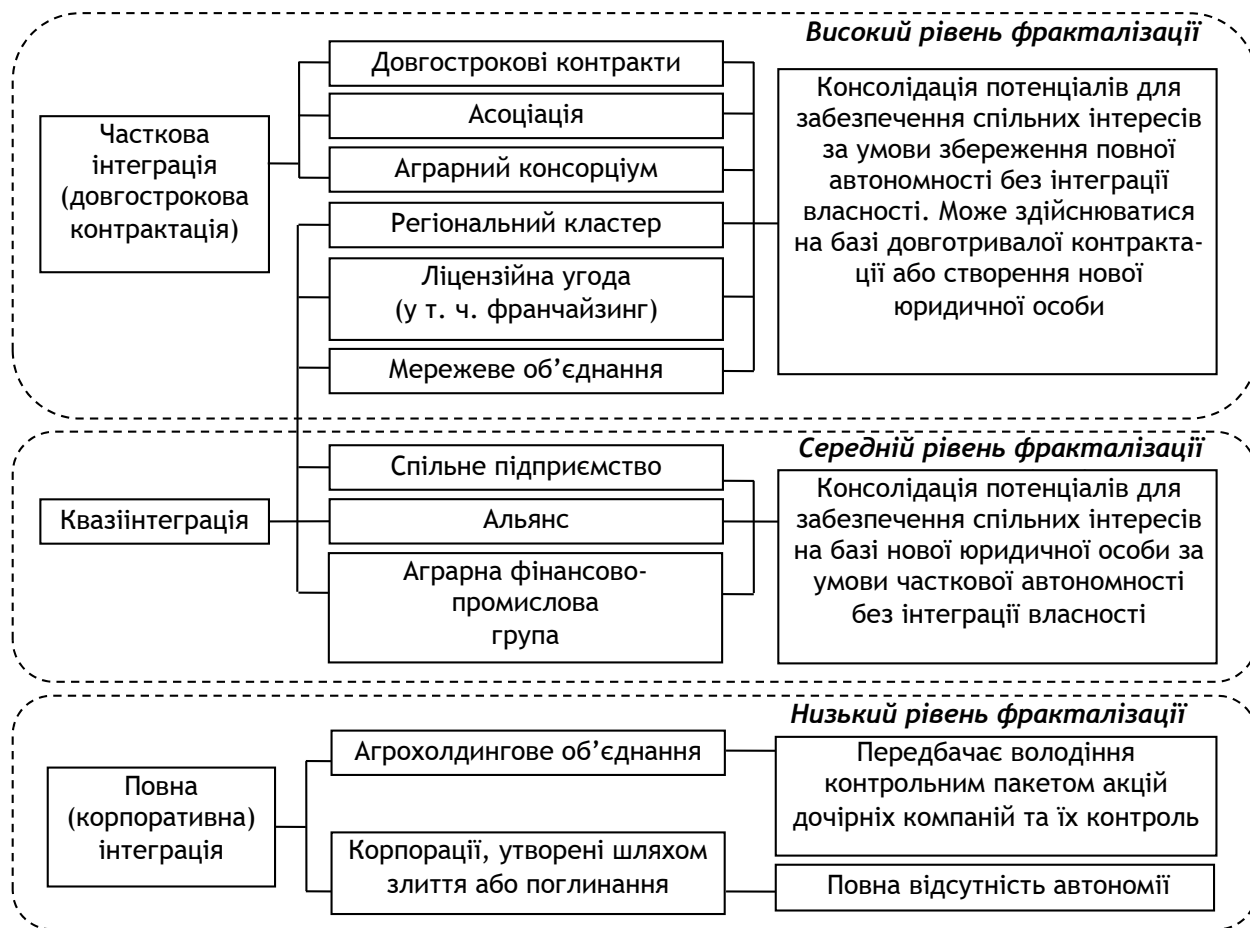 Високий рівень фракталізації
Часткова
інтеграція
(довгострокова
контрактація)
Довгострокові контракти
Асоціація
Аграрний консорціум
Регіональний кластер
Ліцензійна угода
(у т. ч. франчайзинг)
Мережеве об’єднання
Консолідація потенціалів для
забезпечення спільних інтересів
за умови збереження повної
автономності без інтеграції
власності. Може здійснюватися
на базі довготривалої контракта-
ції або створення нової
юридичної особи
Середній рівень фракталізації
Квазіінтеграція
Спільне підприємство
Альянс
Аграрна фінансово-
промислова
група
Консолідація потенціалів для
забезпечення спільних інтересів
на базі нової юридичної особи за
умови часткової автономності
без інтеграції власності
Низький рівень фракталізації
Повна
(корпоративна)
інтеграція
Агрохолдингове об’єднання
Корпорації, утворені шляхом
злиття або поглинання
Передбачає володіння
контрольним пакетом акцій
дочірніх компаній та їх контроль
Повна відсутність автономії